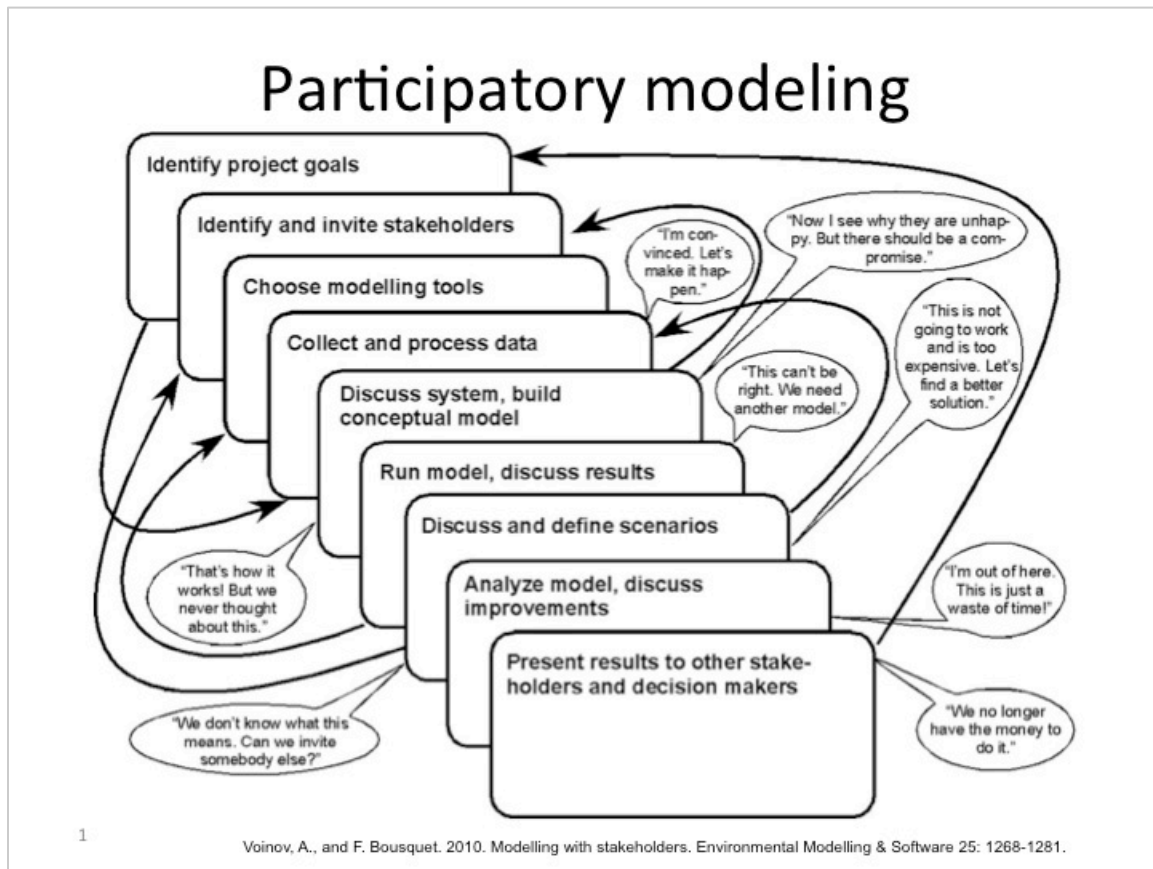 Participatory modeling
Identify project goals
Identify and invite stakeholders
Choose modelling tools
Collect and process data
Discuss system, build
conceptual model
Run model, discuss results
Discuss and define scenarios
Analyze model, discuss
improvements
Present results to other stake-
holders and decision makers
“I'm con-
vinced. Let's
make it hap-
pen.”
“Now I see why they are unhap-
py. But there should be a com-
promise.”
“This is not
going to work
and is too
expensive. Let's
find a better
solution.”
“This can't be
right. We need
another model.”
“That's how it
works! But we
never thought
about this.”
“I'm out of here.
This is just a
waste of time!”
“We don't know what this
means. Can we invite
somebody else?”
“We no longer
have the money to
do it.”
1
Voinov, A., and F. Bousquet. 2010. Modelling with stakeholders. Environmental Modelling & Software 25: 1268-1281.